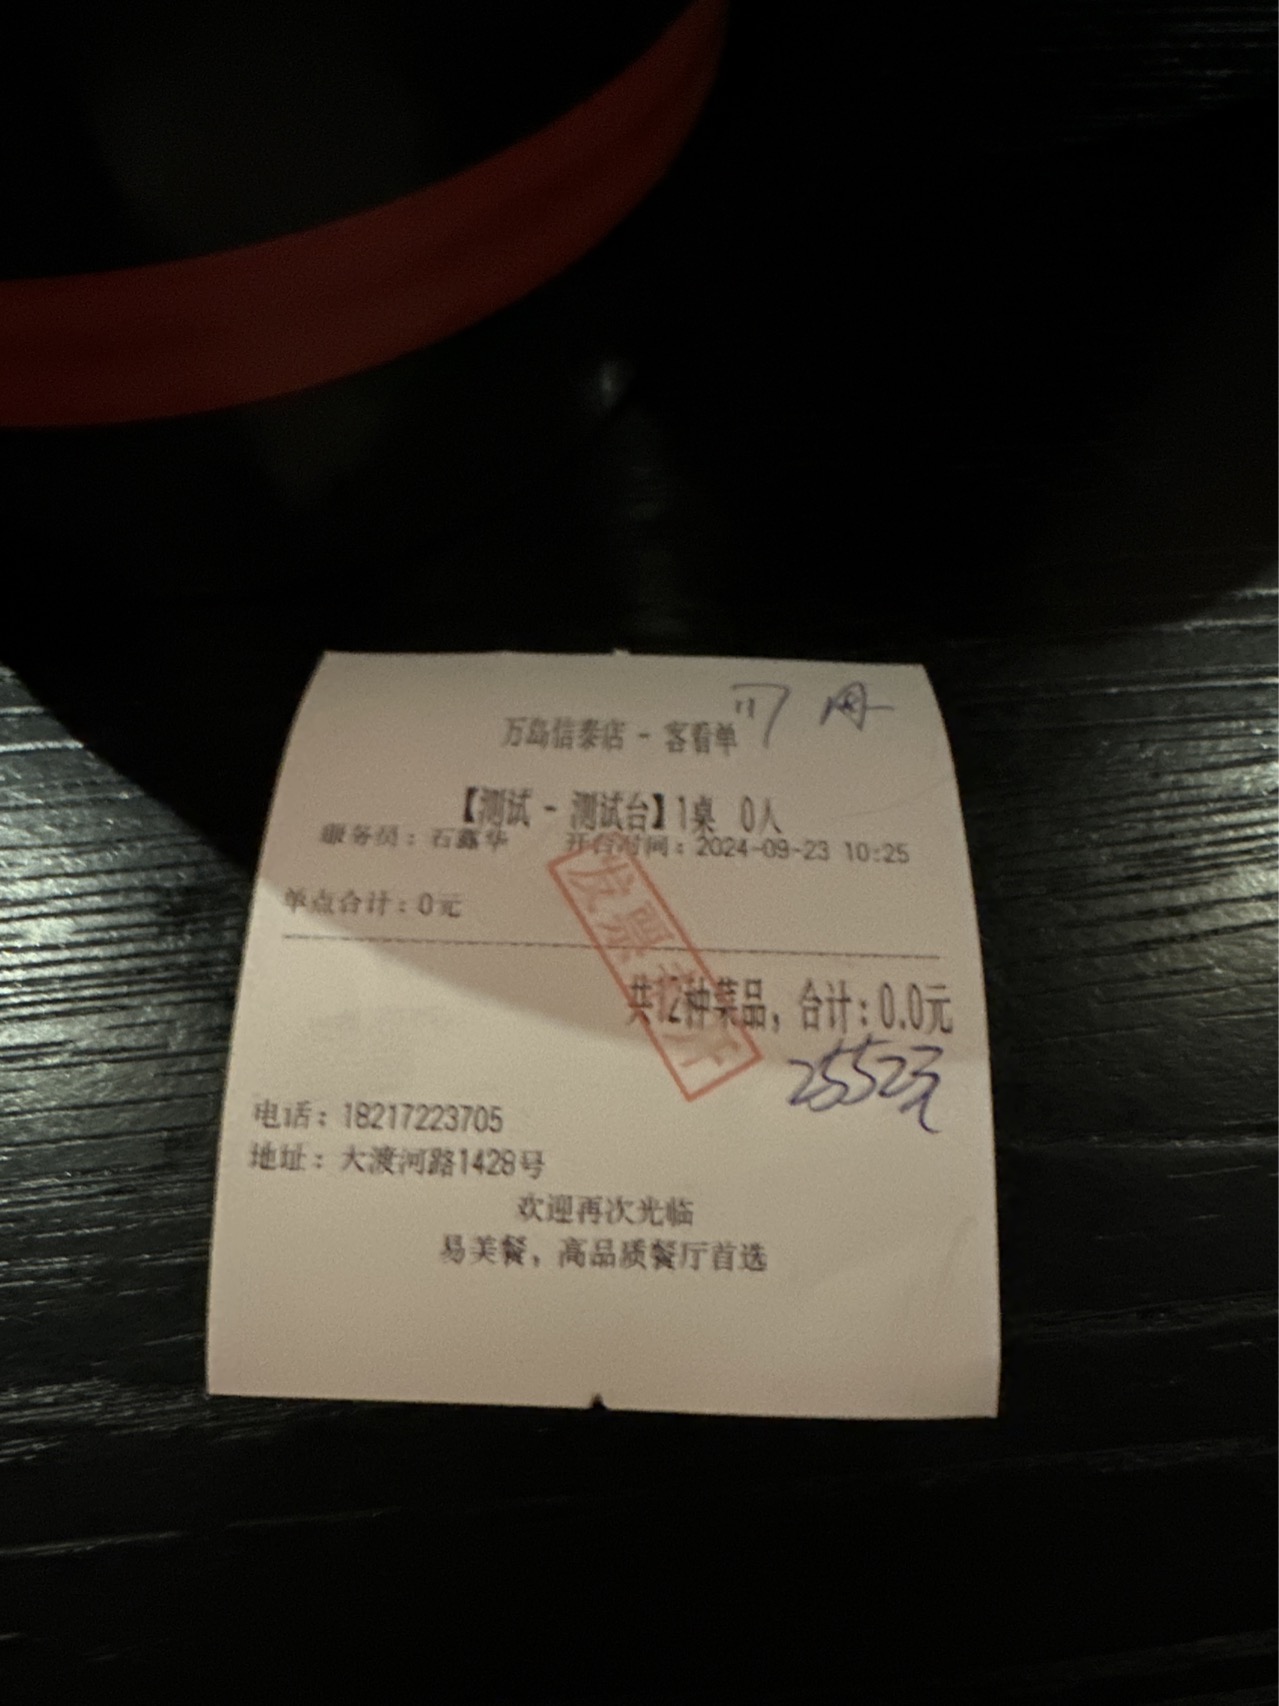 万岛信泰店 - 客看单
【测试 - 测试台】1桌 0人
服务员：石露华 开台时间：2024-09-23 10:25
单点合计：0元
发票已开
共12种菜品，合计：0.0元
2552元
电话：18217223705
地址：大渡河路1428号
欢迎再次光临
易美餐，高品质餐厅首选